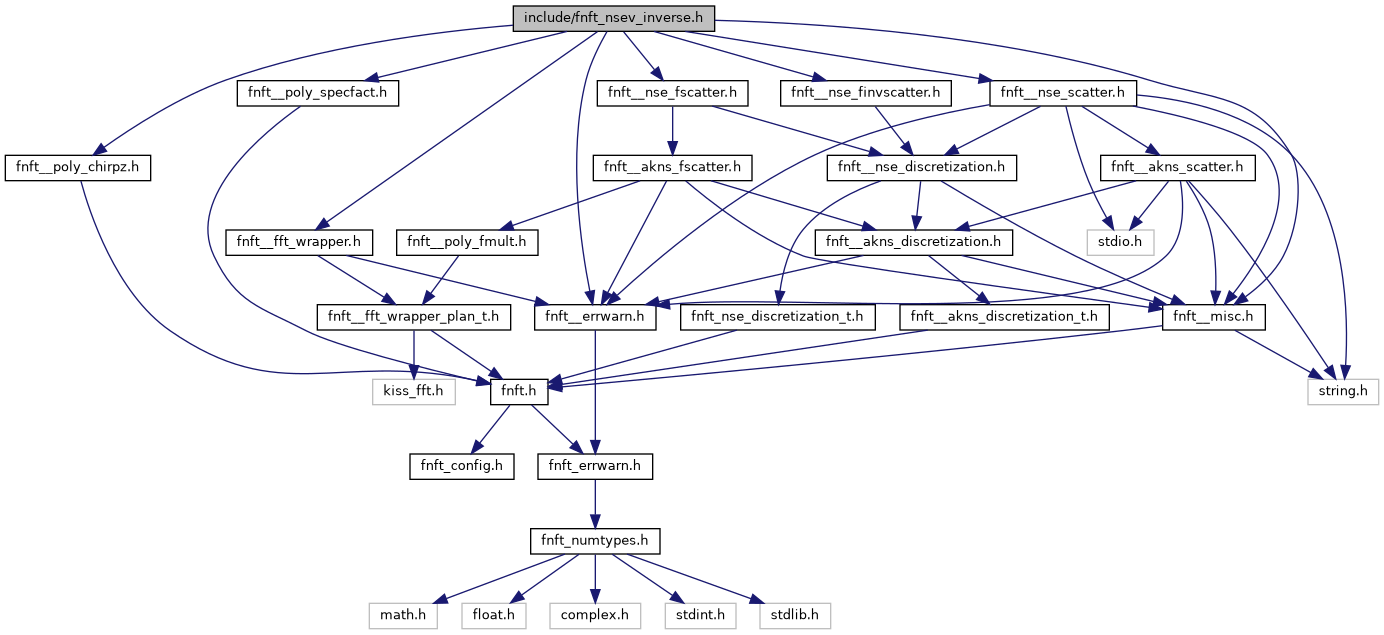 include/fnft_nsev_inverse.h
fnft__poly_specfact.h
fnft__nse_fscatter.h
fnft__nse_finvscatter.h
fnft__nse_scatter.h
fnft__poly_chirpz.h
fnft__akns_fscatter.h
fnft__nse_discretization.h
fnft__akns_scatter.h
fnft__fft_wrapper.h
fnft__poly_fmult.h
fnft__akns_discretization.h
stdio.h
fnft__fft_wrapper_plan_t.h
fnft__errwarn.h
fnft_nse_discretization_t.h
fnft__akns_discretization_t.h
fnft__misc.h
kiss_fft.h
fnft.h
string.h
fnft_config.h
fnft_errwarn.h
fnft_numtypes.h
math.h
float.h
complex.h
stdint.h
stdlib.h